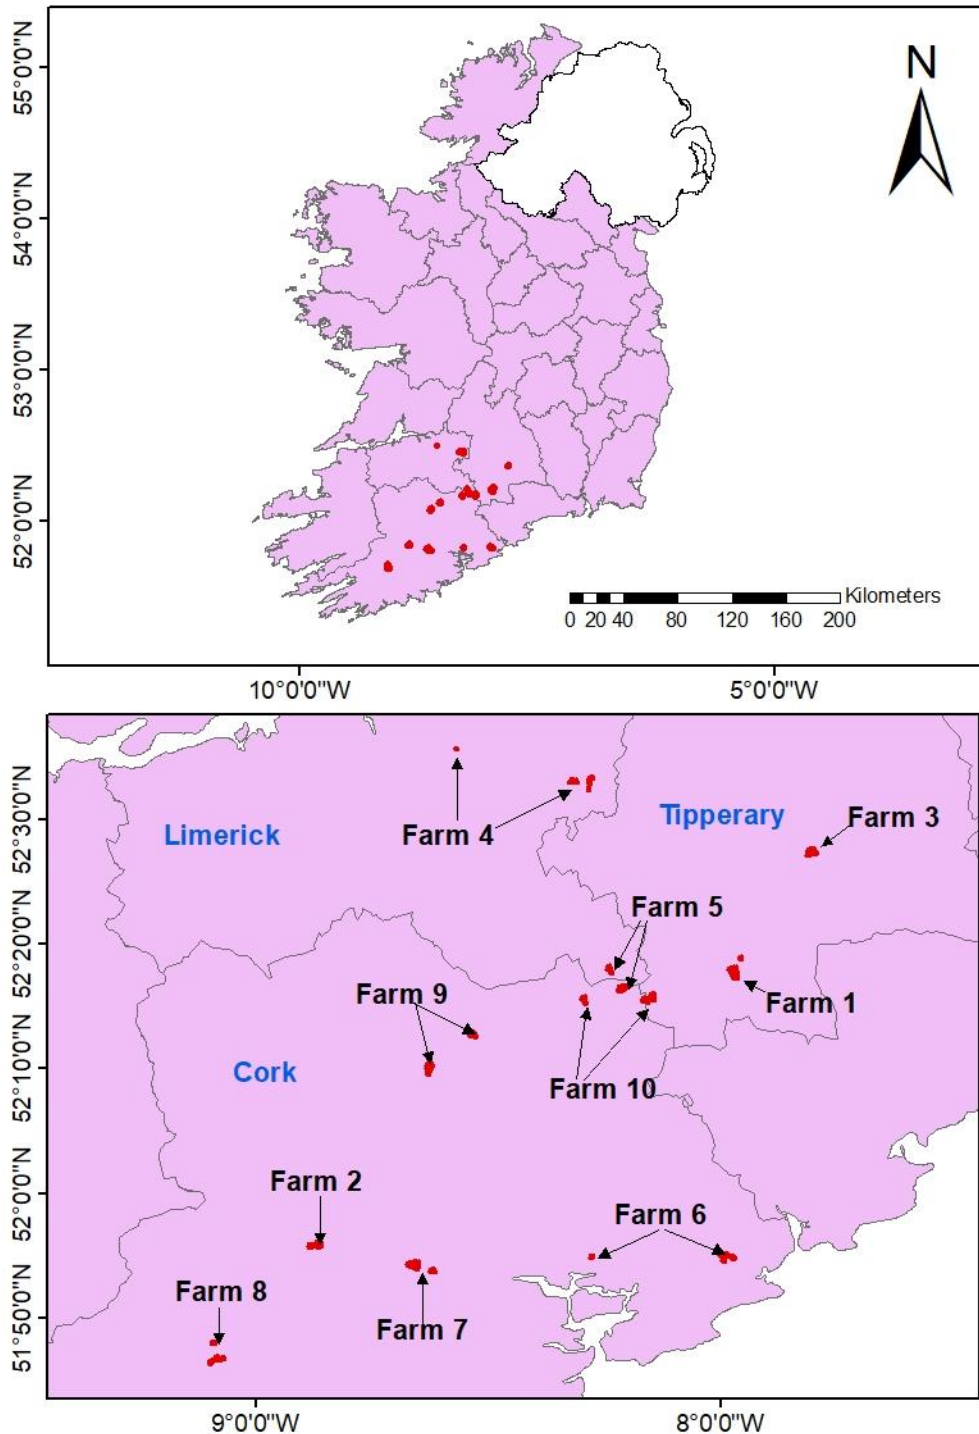 N
55°0'0"N
54°0'0"N
53°0'0"N
52°0'0"N
Kilometers
0 20 40 80 120 160 200
10°0'0"W 5°0'0"W
52°30'0"N
52°20'0"N
52°10'0"N
52°0'0"N
51°50'0"N
Limerick
Farm 4
Tipperary
Farm 3
Farm 5
Farm 9
Farm 1
Cork
Farm 10
Farm 2
Farm 6
Farm 8
Farm 7
9°0'0"W 8°0'0"W